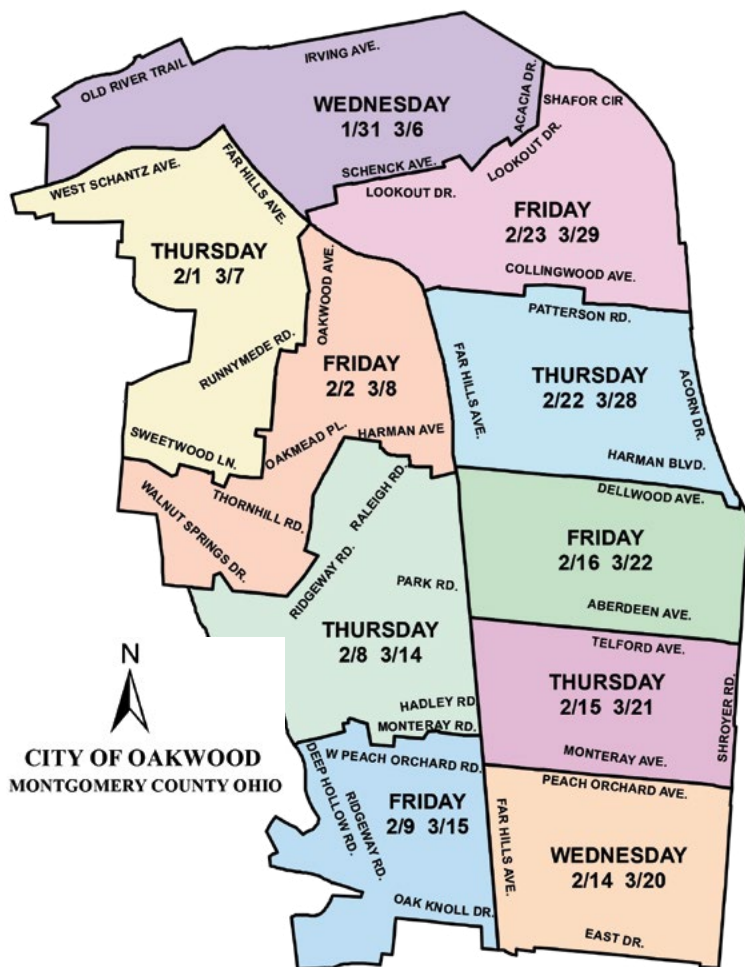 OLD RIVER TRAIL
IRVING AVE.
WEDNESDAY
1/31 3/6
ACACIA DR.
SHAFOR CIR
SCHENCK AVE.
LOOKOUT DR.
LOOKOUT DR.
WEST SCHANTZ AVE.
FAR HILLS AVE.
FRIDAY
2/23 3/29
COLLINGWOOD AVE.
THURSDAY
2/1 3/7
OAKWOOD AVE.
RUNNYMEDE RD.
SWEETWOOD LN.
FRIDAY
2/2 3/8
OAKMEAD PL.
HARMAN AVE
THORNHILL RD.
WALNUT SPRINGS DR.
PATTERSON RD.
FAR HILLS AVE.
THURSDAY
2/22 3/28
ACORN DR.
HARMAN BLVD.
DELLWOOD AVE.
FRIDAY
2/16 3/22
ABERDEEN AVE.
RALEIGH RD.
RIDGEWAY RD.
PARK RD.
THURSDAY
2/8 3/14
HADLEY RD
MONTERAY RD.
TELFORD AVE.
THURSDAY
2/15 3/21
SHROYER RD.
MONTERAY AVE.
N
CITY OF OAKWOOD
MONTGOMERY COUNTY OHIO
W PEACH ORCHARD RD.
DEEP HOLLOW RD.
RIDGEWAY RD.
FRIDAY
2/9 3/15
OAK KNOLL DR.
FAR HILLS AVE.
PEACH ORCHARD AVE.
WEDNESDAY
2/14 3/20
EAST DR.